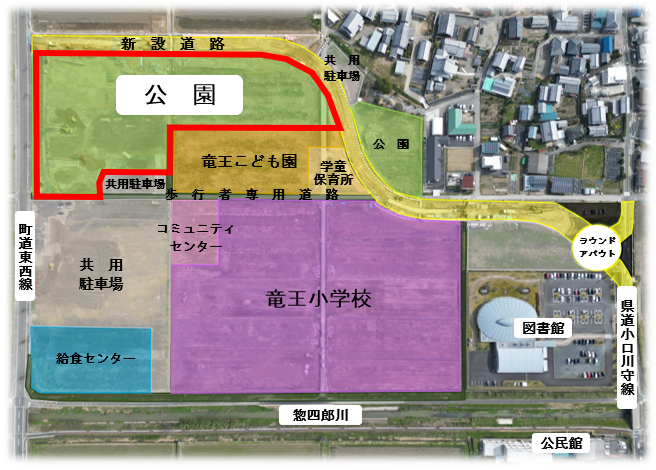 新設道路
共用
駐車場
公園
公園
竜王こども園
学童
保育所
共用駐車場
歩行者専用道路
町道東西線
コミュニティ
センター
ラウンド
アバウト
共用
駐車場
竜王小学校
県道小口川守線
図書館
給食センター
惣四郎川
公民館